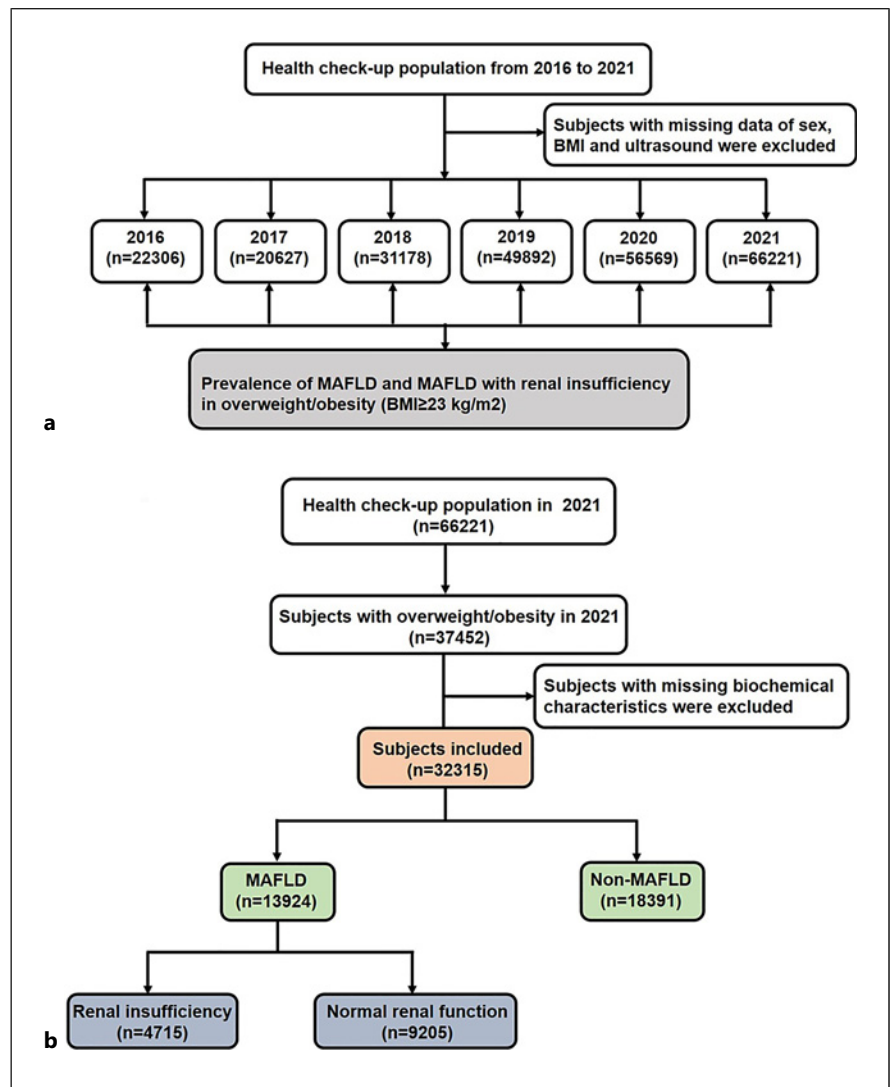 Health check-up population from 2016 to 2021
Subjects with missing data of sex,
BMI and ultrasound were excluded
2016
(n=22306)
2017
(n=20627)
2018
(n=31178)
2019
(n=49892)
2020
(n=56569)
2021
(n=66221)
Prevalence of MAFLD and MAFLD with renal insufficiency
in overweight/obesity (BMI≥23 kg/m2)
a
Health check-up population in 2021
(n=66221)
Subjects with overweight/obesity in 2021
(n=37452)
Subjects with missing biochemical
characteristics were excluded
Subjects included
(n=32315)
MAFLD
(n=13924)
Non-MAFLD
(n=18391)
Renal insufficiency
(n=4715)
Normal renal function
(n=9205)
b